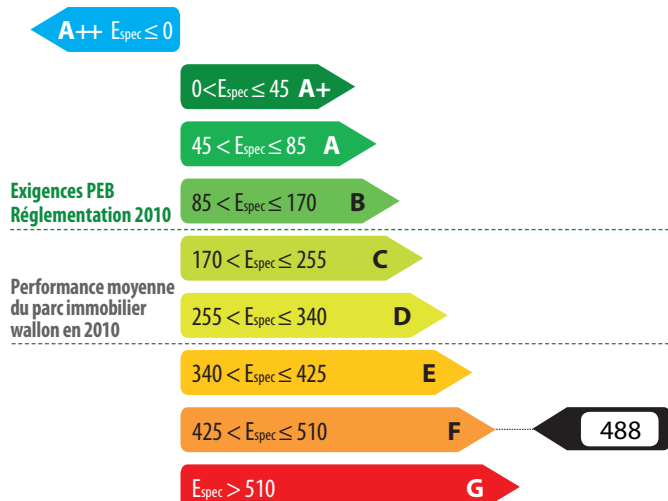 A++ Espec ≤ 0
0<Espec ≤ 45 A+
45 < Espec ≤ 85 A
Exigences PEB
Réglementation 2010
85 < Espec ≤ 170 B
170 < Espec ≤ 255 C
Performance moyenne
du parc immobilier
wallon en 2010
255 < Espec ≤ 340 D
340 < Espec ≤ 425 E
425 < Espec ≤ 510 F
488
Espec > 510 G